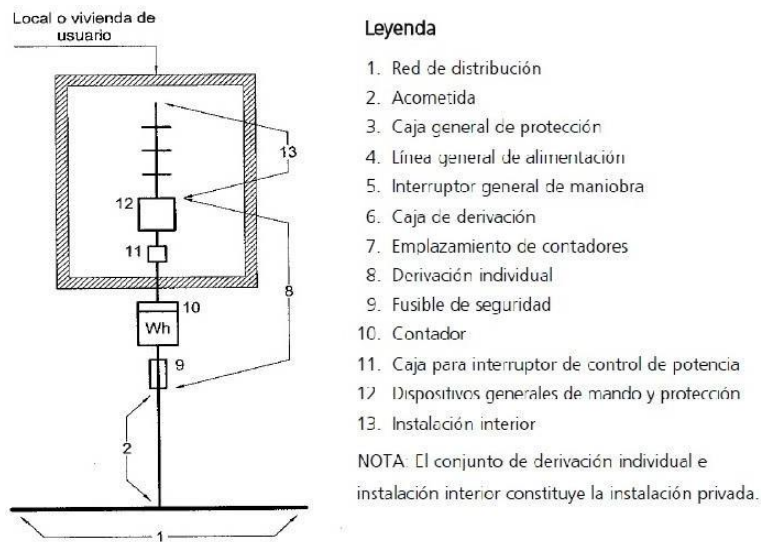 Local o vivienda de
usuario
13
12
11
10
Wh
8
9
2
1
Leyenda
1. Red de distribución
2. Acometida
3. Caja general de protección
4. Línea general de alimentación
5. Interruptor general de maniobra
6. Caja de derivación
7. Emplazamiento de contadores
8. Derivación individual
9. Fusible de seguridad
10. Contador
11. Caja para interruptor de control de potencia
12 Dispositivos generales de mando y protección
13. Instalación interior
NOTA: El conjunto de derivación individual e
instalación interior constituye la instalación privada.